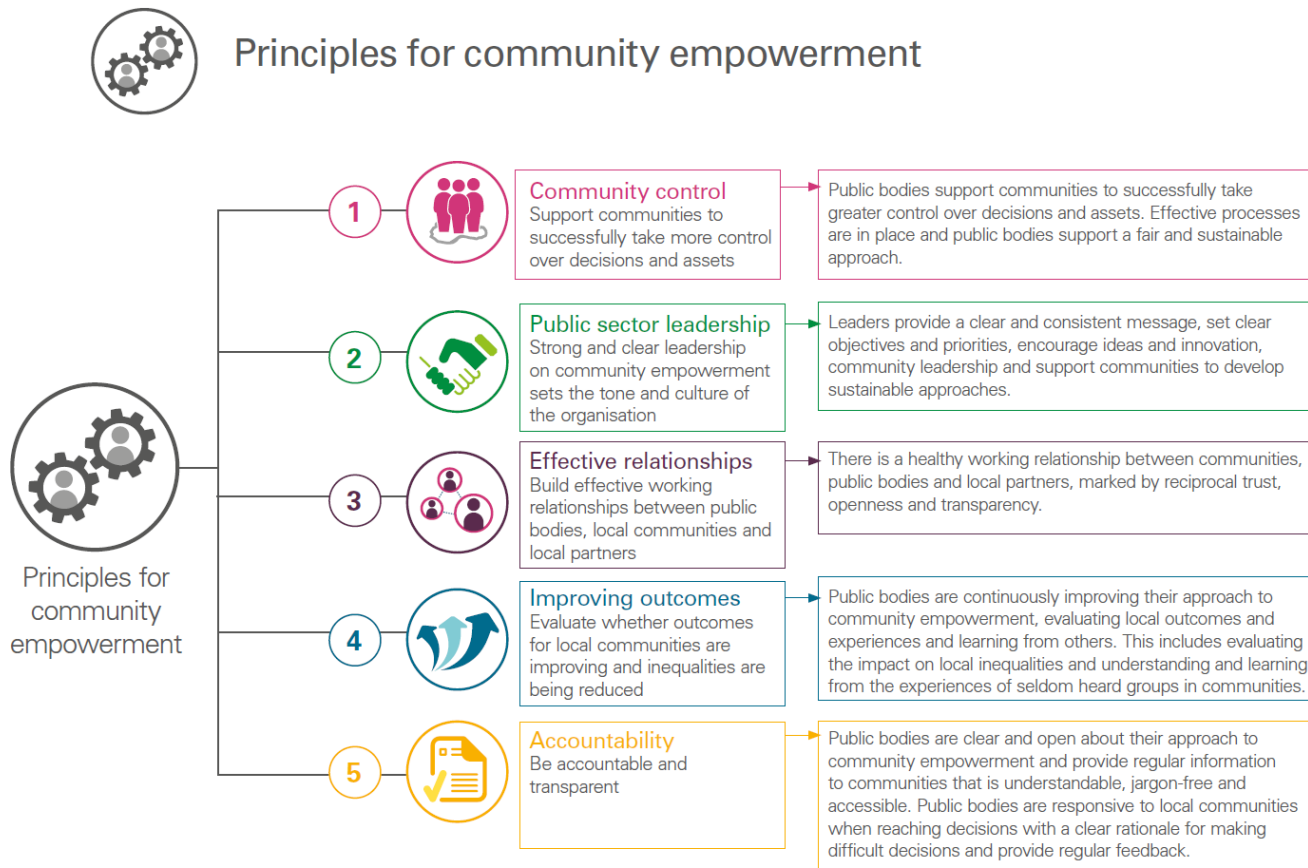 Principles for community empowerment
Principles for
community
empowerment
1
Community control
Support communities to
successfully take more control
over decisions and assets
Public bodies support communities to successfully take
greater control over decisions and assets. Effective processes
are in place and public bodies support a fair and sustainable
approach.
2
Public sector leadership
Strong and clear leadership
on community empowerment
sets the tone and culture of
the organisation
Leaders provide a clear and consistent message, set clear
objectives and priorities, encourage ideas and innovation,
community leadership and support communities to develop
sustainable approaches.
3
Effective relationships
Build effective working
relationships between public
bodies, local communities and
local partners
There is a healthy working relationship between communities,
public bodies and local partners, marked by reciprocal trust,
openness and transparency.
4
Improving outcomes
Evaluate whether outcomes
for local communities are
improving and inequalities are
being reduced
Public bodies are continuously improving their approach to
community empowerment, evaluating local outcomes and
experiences and learning from others. This includes evaluating
the impact on local inequalities and understanding and learning
from the experiences of seldom heard groups in communities.
5
Accountability
Be accountable and
transparent
Public bodies are clear and open about their approach to
community empowerment and provide regular information
to communities that is understandable, jargon-free and
accessible. Public bodies are responsive to local communities
when reaching decisions with a clear rationale for making
difficult decisions and provide regular feedback.